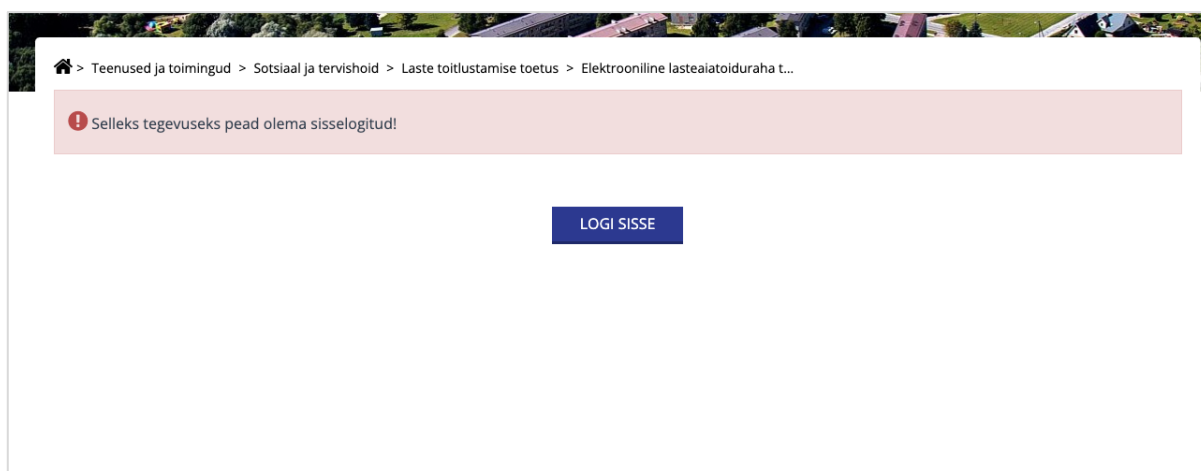 > Teenused ja toimingud > Sotsiaal ja tervishoid > Laste toitlustamise toetus > Elektrooniline lasteaiatoiduraha t...
Selleks tegevuseks pead olema sisselogitud!
LOGI SISSE